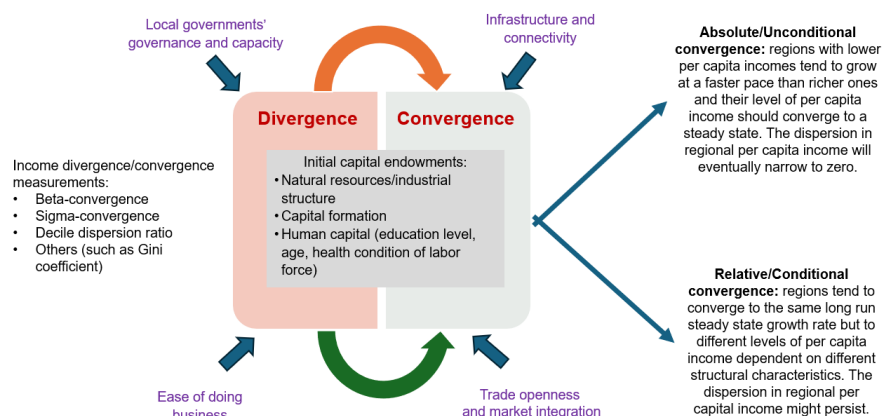 Local governments'
governance and capacity
Infrastructure and
connectivity
Divergence
Convergence
Initial capital endowments:
• Natural resources/industrial
structure
• Capital formation
• Human capital (education level,
age, health condition of labor
force)
Income divergence/convergence
measurements:
• Beta-convergence
• Sigma-convergence
• Decile dispersion ratio
• Others (such as Gini
coefficient)
Ease of doing
business
Trade openness
and market integration
Absolute/Unconditional
convergence: regions with lower
per capita incomes tend to grow
at a faster pace than richer ones
and their level of per capita
income should converge to a
steady state. The dispersion in
regional per capita income will
eventually narrow to zero.
Relative/Conditional
convergence: regions tend to
converge to the same long run
steady state growth rate but to
different levels of per capita
income dependent on different
structural characteristics. The
dispersion in regional per
capital income might persist.